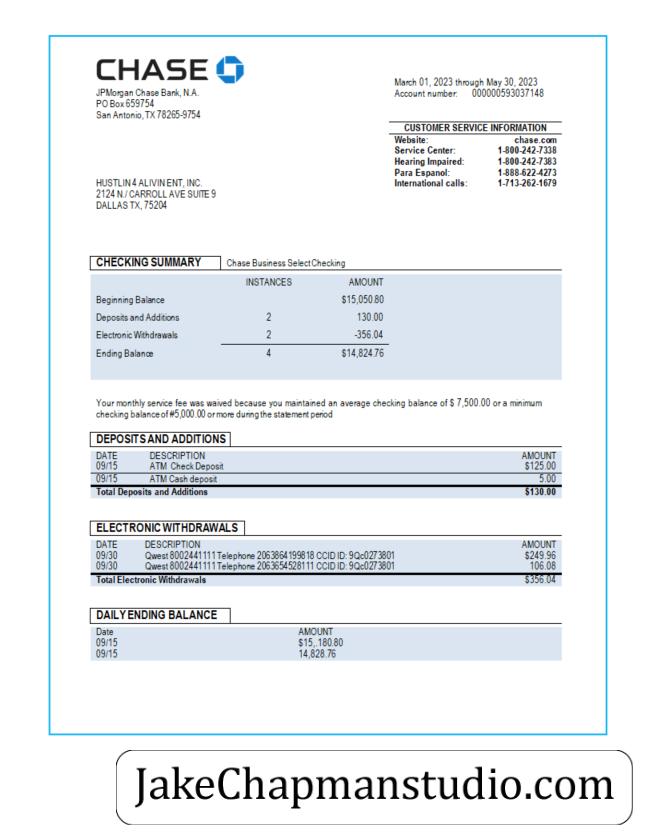 CHASE
JPMorgan Chase Bank, N.A.
PO Box 659754
San Antonio, TX 78265-9754
March 01, 2023 through May 30, 2023
Account number: 000000593037148
CUSTOMER SERVICE INFORMATION
Website: chase.com
Service Center: 1-800-242-7338
Hearing Impaired: 1-800-242-7383
Para Espanol: 1-888-622-4273
International calls: 1-713-262-1679
HUSTLIN 4 ALIVIN ENT, INC.
2124 N./ CARROLL AVE SUITE 9
DALLAS TX, 75204
CHECKING SUMMARY Chase Business Select Checking
INSTANCES AMOUNT
Beginning Balance $15,050.80
Deposits and Additions 2 130.00
Electronic Withdrawals 2 -356.04
Ending Balance 4 $14,824.76
Your monthly service fee was waived because you maintained an average checking balance of $ 7,500.00 or a minimum
checking balance of #5,000.00 or more during the statement period
DEPOSITS AND ADDITIONS
DATE DESCRIPTION AMOUNT
09/15 ATM Check Deposit $125.00
09/15 ATM Cash deposit 5.00
Total Deposits and Additions $130.00
ELECTRONIC WITHDRAWALS
DATE DESCRIPTION AMOUNT
09/30 Qwest 8002441111 Telephone 2063864199818 CCID ID: 9Qc0273801 $249.96
09/30 Qwest 8002441111 Telephone 2063654528111 CCID ID: 9Qc0273801 106.08
Total Electronic Withdrawals $356.04
DAILY ENDING BALANCE
Date AMOUNT
09/15 $15,.180.80
09/15 14,828.76
JakeChapmanstudio.com